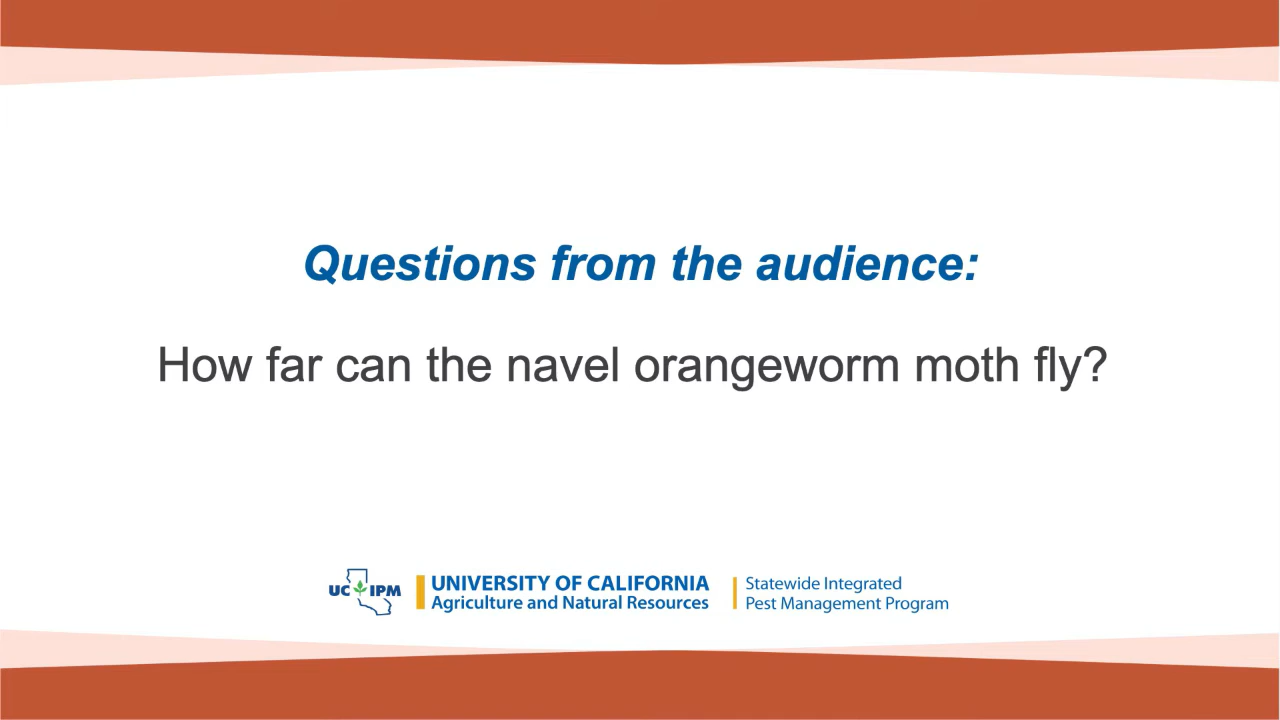 Questions from the audience:
How far can the navel orangeworm moth fly?
UC IPM
UNIVERSITY OF CALIFORNIA
Agriculture and Natural Resources
Statewide Integrated
Pest Management Program